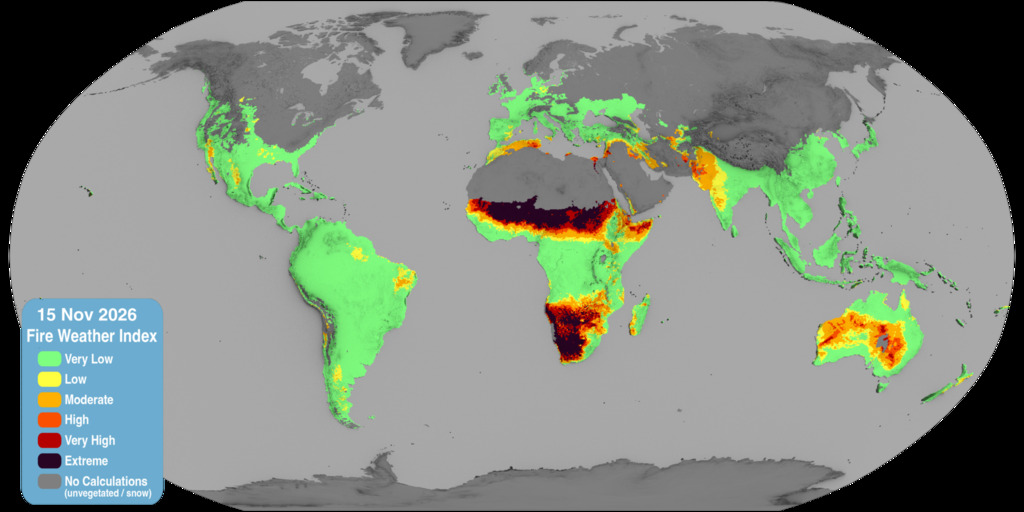 15 Nov 2026
Fire Weather Index
Very Low
Low
Moderate
High
Very High
Extreme
No Calculations
(unvegetated / snow)